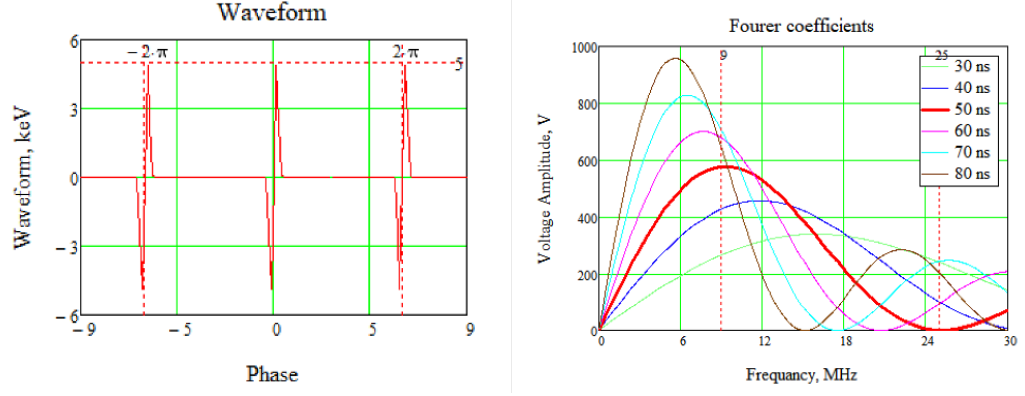 Waveform
Waveform, keV
6
3
0
−3
−6
−2·π
2·π
5
−9
−5
0
5
9
Phase
Fourer coefficients
Voltage Amplitude, V
1000
800
600
400
200
0
9
25
30 ns
40 ns
50 ns
60 ns
70 ns
80 ns
0
6
12
18
24
30
Frequancy, MHz